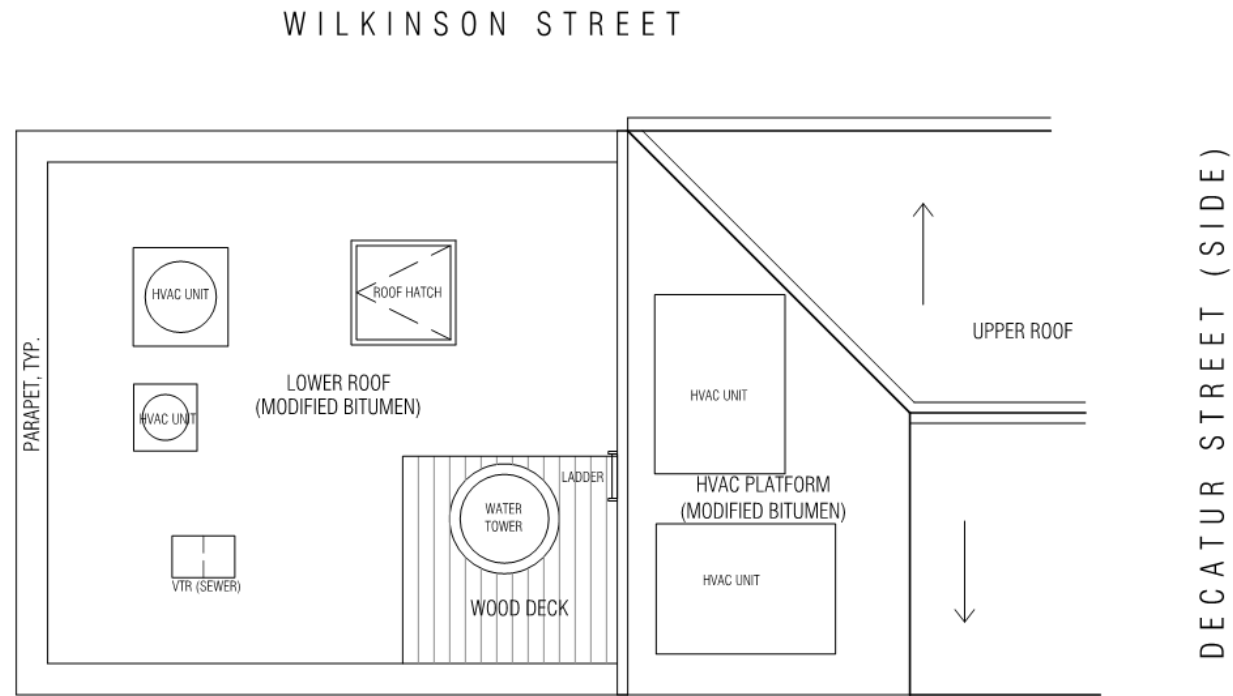 WILKINSON STREET
HVAC UNIT
ROOF HATCH
PARAPET, TYP.
LOWER ROOF
(MODIFIED BITUMEN)
HVAC UNIT
LADDER
WATER
TOWER
VTR (SEWER)
WOOD DECK
HVAC UNIT
HVAC PLATFORM
(MODIFIED BITUMEN)
HVAC UNIT
UPPER ROOF
DECATUR STREET (SIDE)